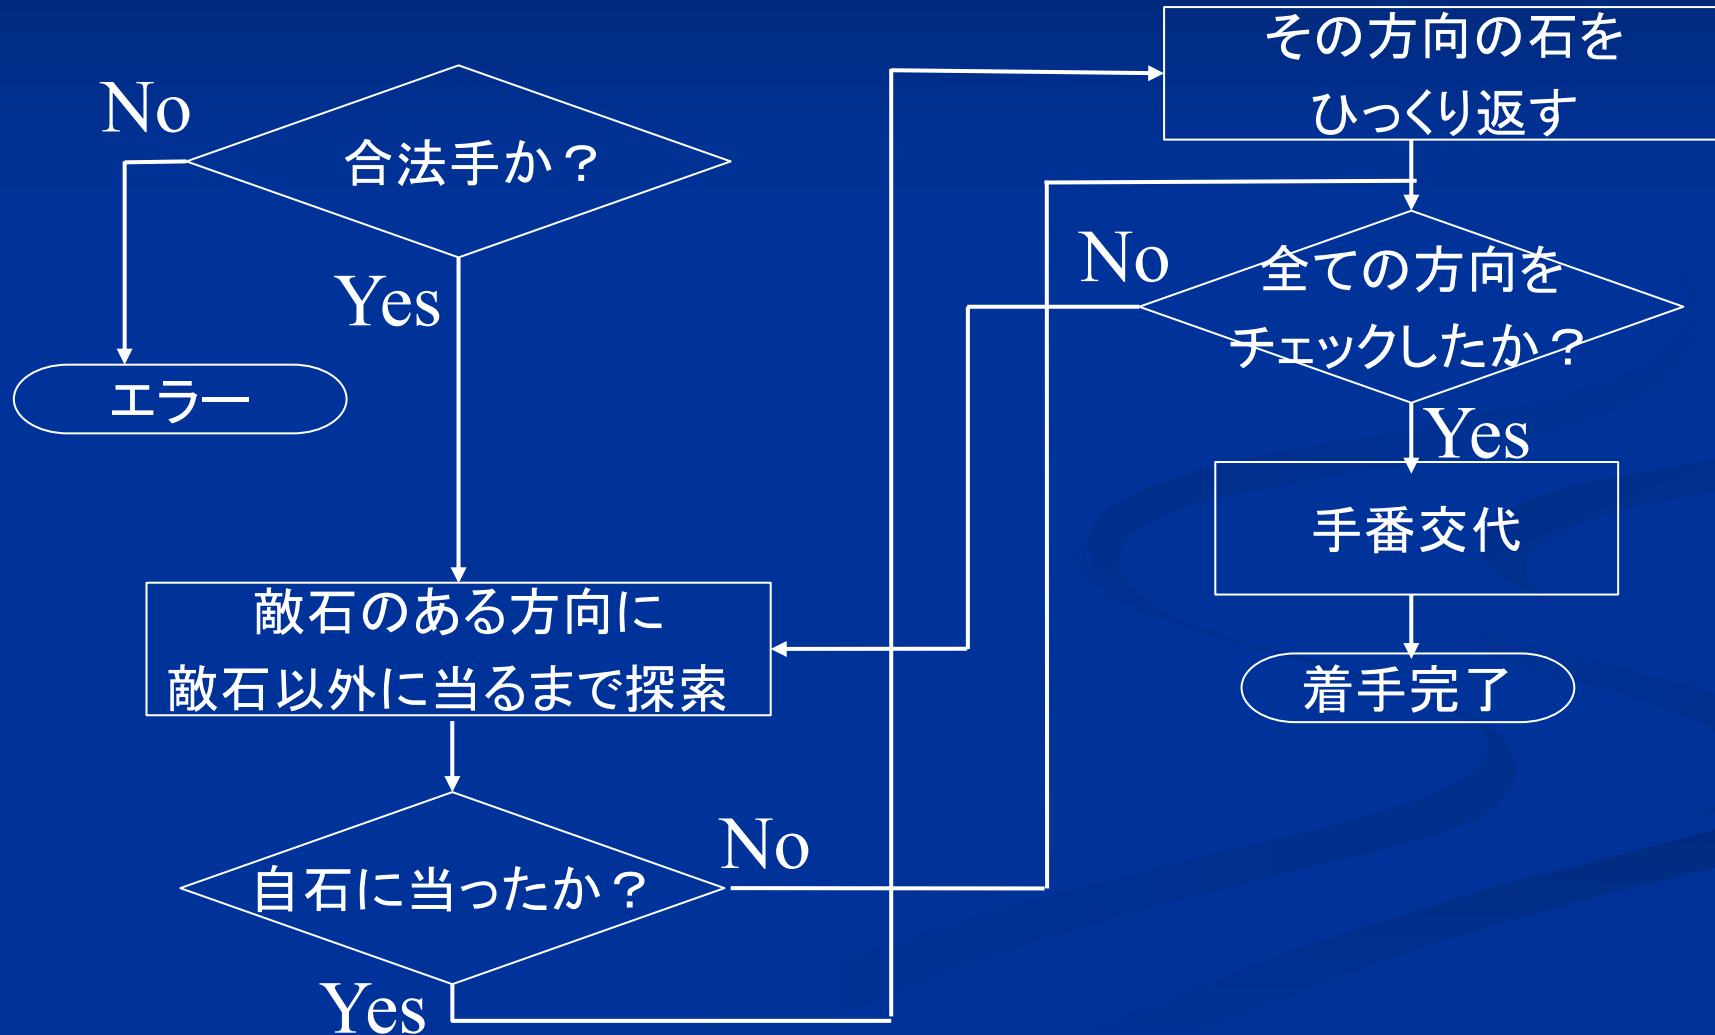 No
合法手か？
Yes
エラー
敵石のある方向に
敵石以外に当るまで探索
自石に当ったか？
No
Yes
その方向の石を
ひっくり返す
No
全ての方向を
チェックしたか？
Yes
手番交代
着手完了